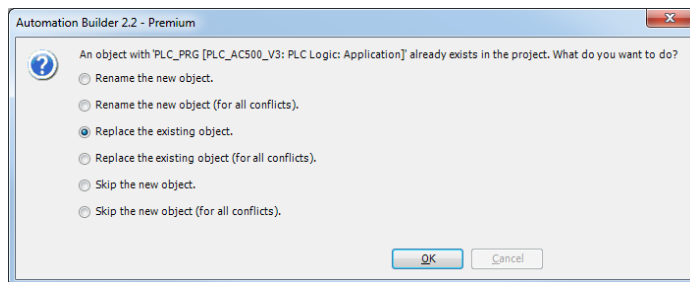 Automation Builder 2.2 - Premium
An object with 'PLC_PRG [PLC_AC500_V3: PLC Logic: Application]' already exists in the project. What do you want to do?
Rename the new object.
Rename the new object (for all conflicts).
Replace the existing object.
Replace the existing object (for all conflicts).
Skip the new object.
Skip the new object (for all conflicts).
OK Cancel